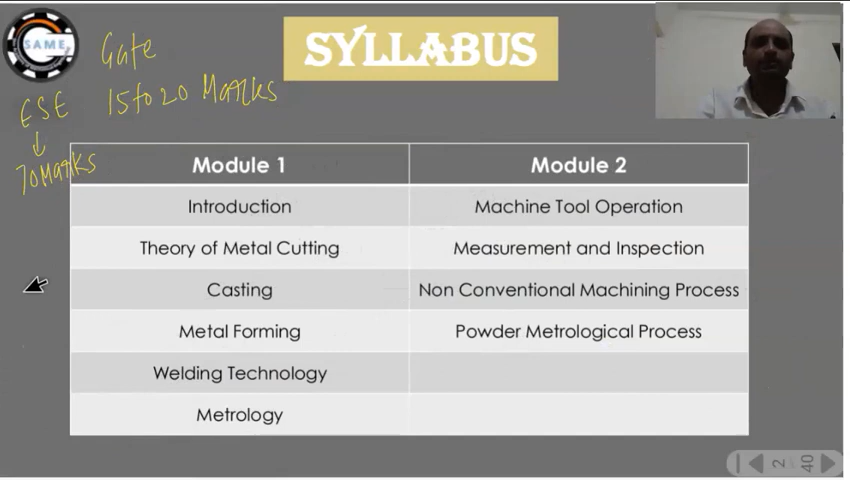 SAME
Gate
SYLLABUS
ESE
15 to 20 Marks
70 Marks
Module 1
Module 2
Introduction
Machine Tool Operation
Theory of Metal Cutting
Measurement and Inspection
Casting
Non Conventional Machining Process
Metal Forming
Powder Metrological Process
Welding Technology
Metrology
2 / 40